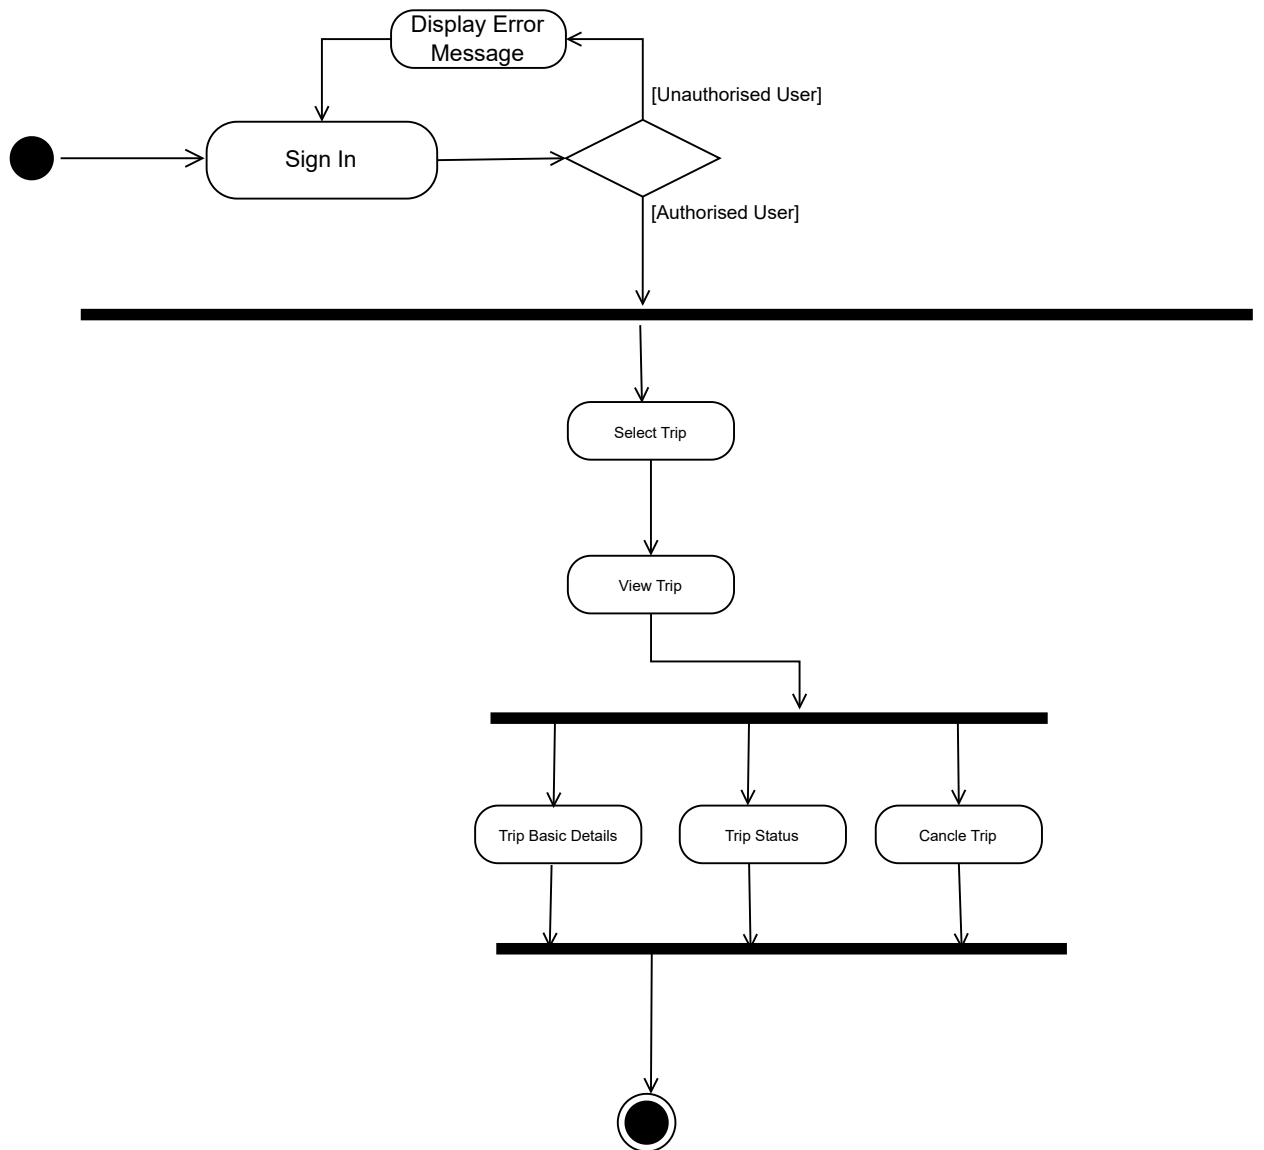 Display Error
Message
[Unauthorised User]
Sign In
[Authorised User]
Select Trip
View Trip
Trip Basic Details
Trip Status
Cancle Trip